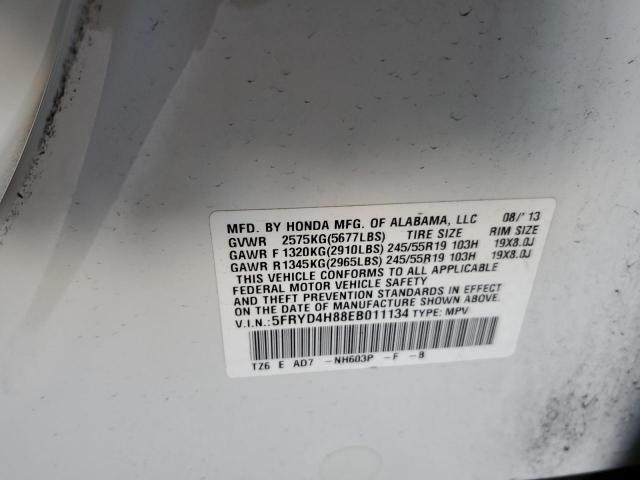 MFD. BY HONDA MFG. OF ALABAMA, LLC 08/'13
GVWR 2575KG(5677LBS) TIRE SIZE RIM SIZE
GAWR F 1320KG(2910LBS) 245/55R19 103H 19X8.0J
GAWR R 1345KG(2965LBS) 245/55R19 103H 19X8.0J
THIS VEHICLE CONFORMS TO ALL APPLICABLE
FEDERAL MOTOR VEHICLE SAFETY
AND THEFT PREVENTION STANDARDS IN EFFECT
ON THE DATE OF MANUFACTURE SHOWN ABOVE.
V.I.N.: 5FRYD4H88EB011134 TYPE: MPV
TZ6 E AD7 -NH603P -F -B